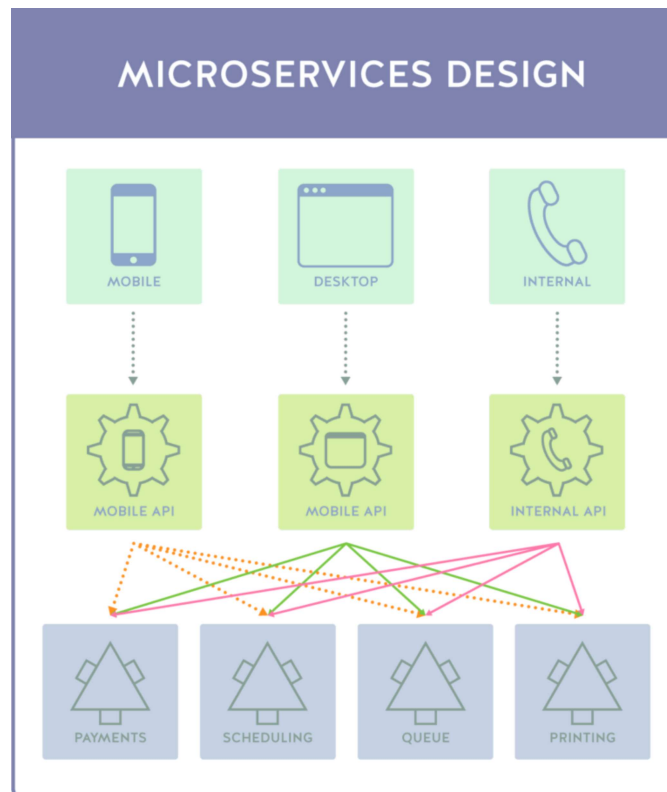 MICROSERVICES DESIGN
MOBILE
DESKTOP
INTERNAL
MOBILE API
MOBILE API
INTERNAL API
PAYMENTS
SCHEDULING
QUEUE
PRINTING